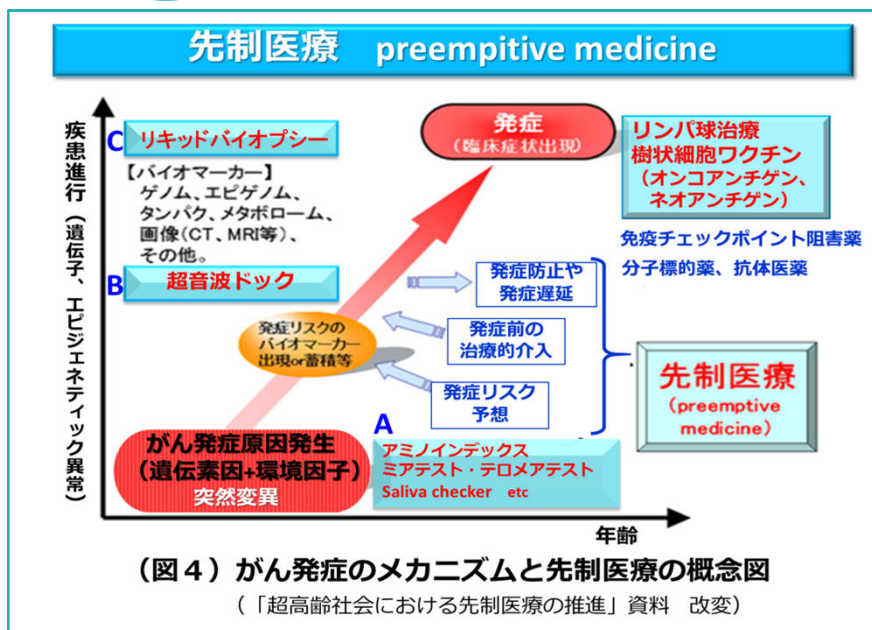 先制医療 preempitive medicine
疾患進行（遺伝子、エピジェネティック異常）
C
リキッドバイオプシー
【バイオマーカー】
ゲノム、エピゲノム、
タンパク、メタボローム、
画像（CT、MRI等）、
その他。
B
超音波ドック
発症
（臨床症状出現）
リンパ球治療
樹状細胞ワクチン
（オンコアンチゲン、
ネオアンチゲン）
免疫チェックポイント阻害薬
分子標的薬、抗体医薬
発症防止や
発症遅延
発症リスクの
バイオマーカー
出現or蓄積等
発症前の
治療的介入
発症リスク
予想
先制医療
（preemptive
medicine）
がん発症原因発生
（遺伝素因+環境因子）
突然変異
A
アミノインデックス
ミアテスト・テロメアテスト
Saliva checker etc
年齢
（図４）がん発症のメカニズムと先制医療の概念図
（「超高齢社会における先制医療の推進」資料 改変）